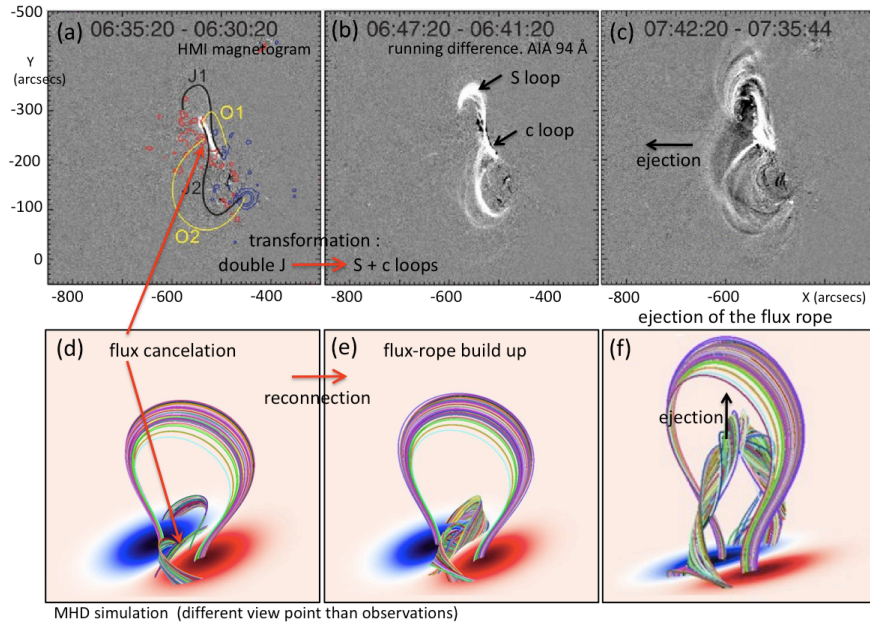 (a) 06:35:20 - 06:30:20
HMI magnetogram
(b) 06:47:20 - 06:41:20
running difference. AIA 94 Å
(c) 07:42:20 - 07:35:44
-500
Y
(arcsecs)
-300
-200
-100
0
J1
O1
J2
O2
S loop
c loop
ejection
transformation :
double J S + c loops
-800 -600 -400
-800 -600 -400
-800 -600 X (arcsecs)
ejection of the flux rope
(d) flux cancelation
(e) flux-rope build up
(f)
reconnection
ejection
MHD simulation (different view point than observations)